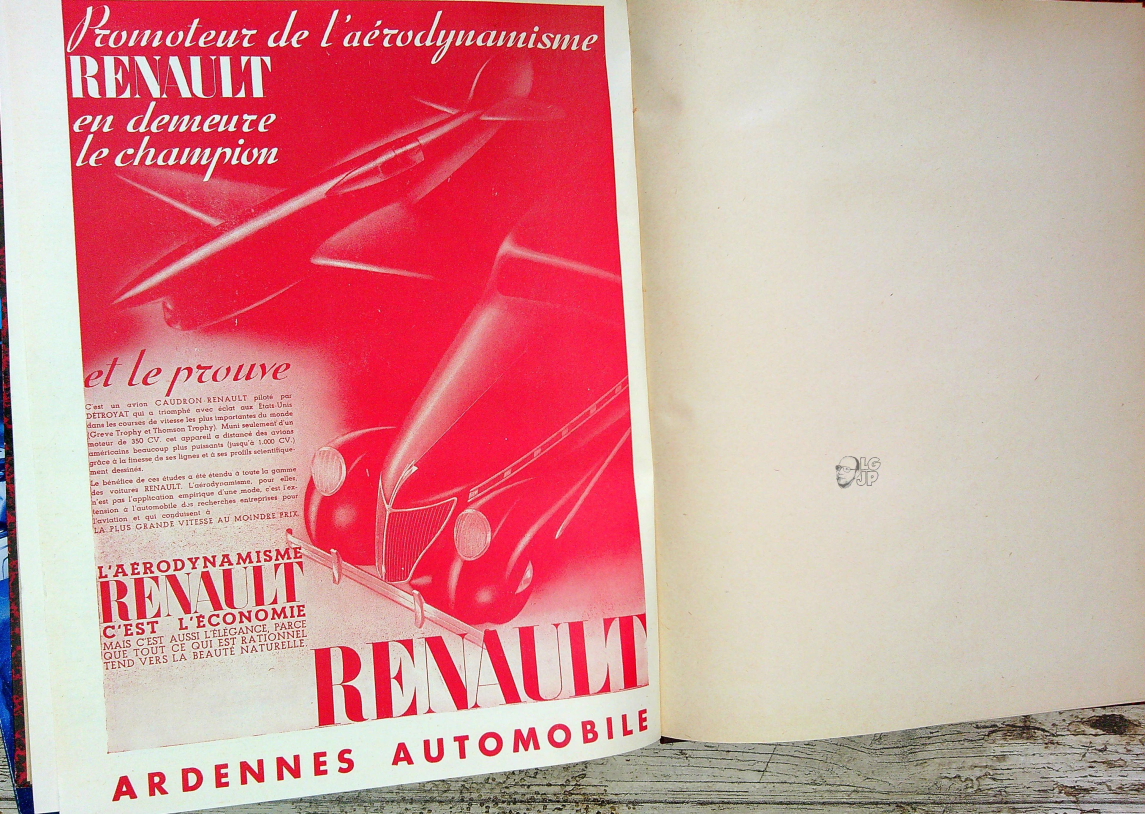 Promoteur de l'aérodynamisme
RENAULT
en demeure
le champion
et le prouve
C'est un avion CAUDRON-RENAULT piloté par
DÉTROYAT qui a triomphé avec éclat aux États-Unis
dans les courses de vitesse les plus importantes du monde
(Greve Trophy et Thomson Trophy). Muni seulement d'un
moteur de 350 CV. cet appareil a distancé des avions
américains beaucoup plus puissants (jusqu'à 1.000 CV.)
grâce à la finesse de ses lignes et à ses profils scientifique-
ment dessinés.
Le bénéfice de ces études a été étendu à toute la gamme
des voitures RENAULT. L'aérodynamisme, pour elles,
n'est pas l'application empirique d'une mode, c'est l'ex-
tension à l'automobile des recherches entreprises pour
l'aviation et qui conduisent à
LA PLUS GRANDE VITESSE AU MOINDRE PRIX.
L'AÉRODYNAMISME
RENAULT
C'EST L'ÉCONOMIE
MAIS C'EST AUSSI L'ÉLÉGANCE, PARCE
QUE TOUT CE QUI EST RATIONNEL
TEND VERS LA BEAUTÉ NATURELLE.
RENAULT
ARDENNES AUTOMOBILE
LG
JP